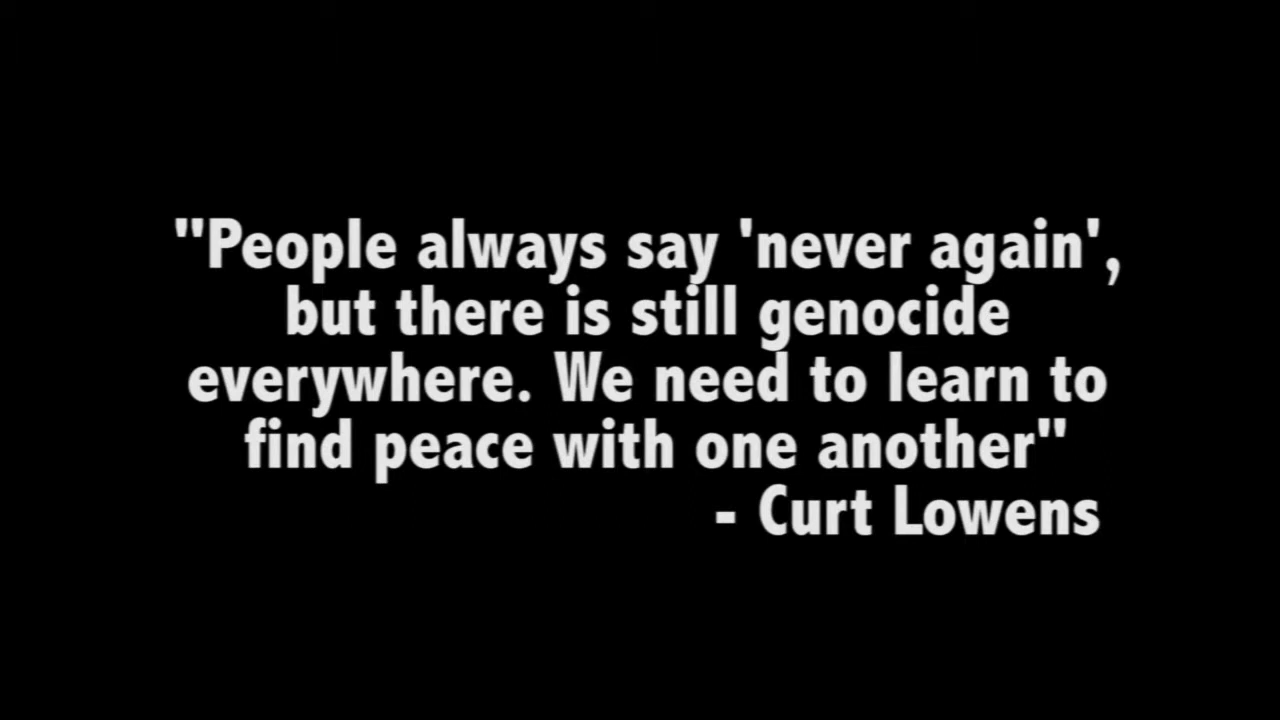 "People always say 'never again',
but there is still genocide
everywhere. We need to learn to
find peace with one another"
- Curt Lowens